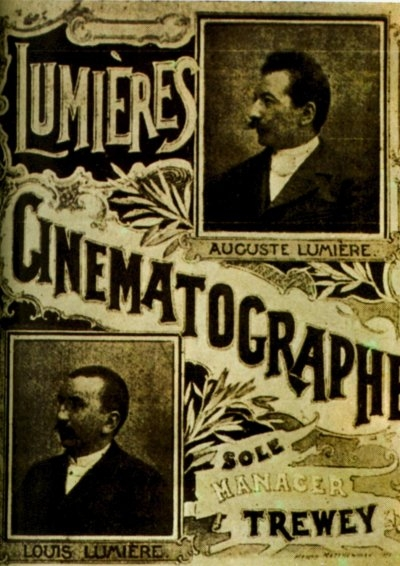 LUMIÈRES
AUGUSTE LUMIÈRE.
CINEMATOGRAPHE
LOUIS LUMIÈRE.
SOLE
MANAGER
TREWEY